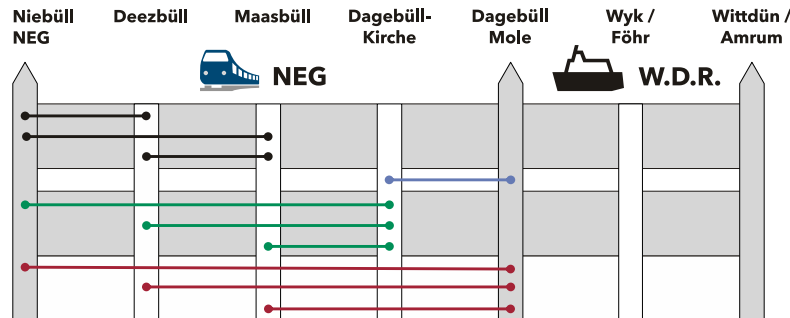 Niebüll
NEG
Deezbüll
Maasbüll
Dagebüll-
Kirche
Dagebüll
Mole
Wyk /
Föhr
Wittdün /
Amrum
NEG
W.D.R.